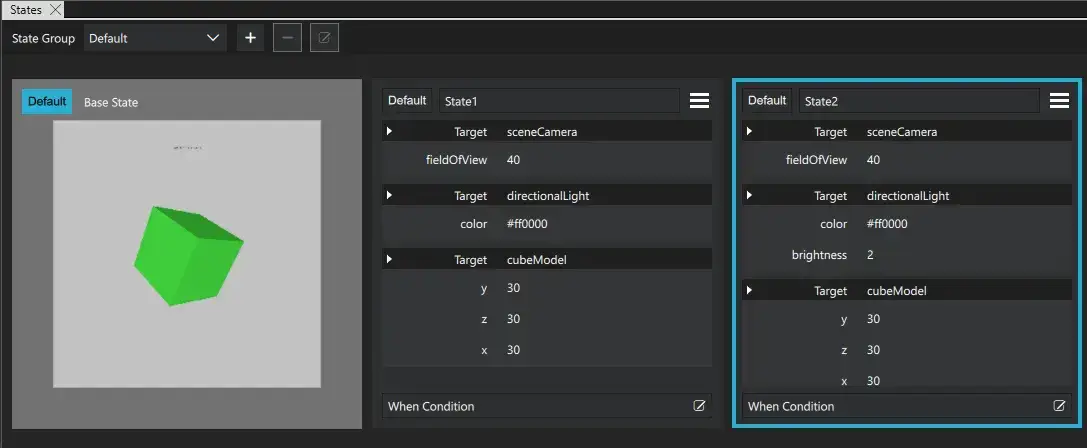 States
State Group Default
Default Base State
Default State1
Target sceneCamera
fieldOfView 40
Target directionalLight
color #ff0000
Target cubeModel
y 30
z 30
x 30
When Condition
Default State2
Target sceneCamera
fieldOfView 40
Target directionalLight
color #ff0000
brightness 2
Target cubeModel
y 30
z 30
x 30
When Condition